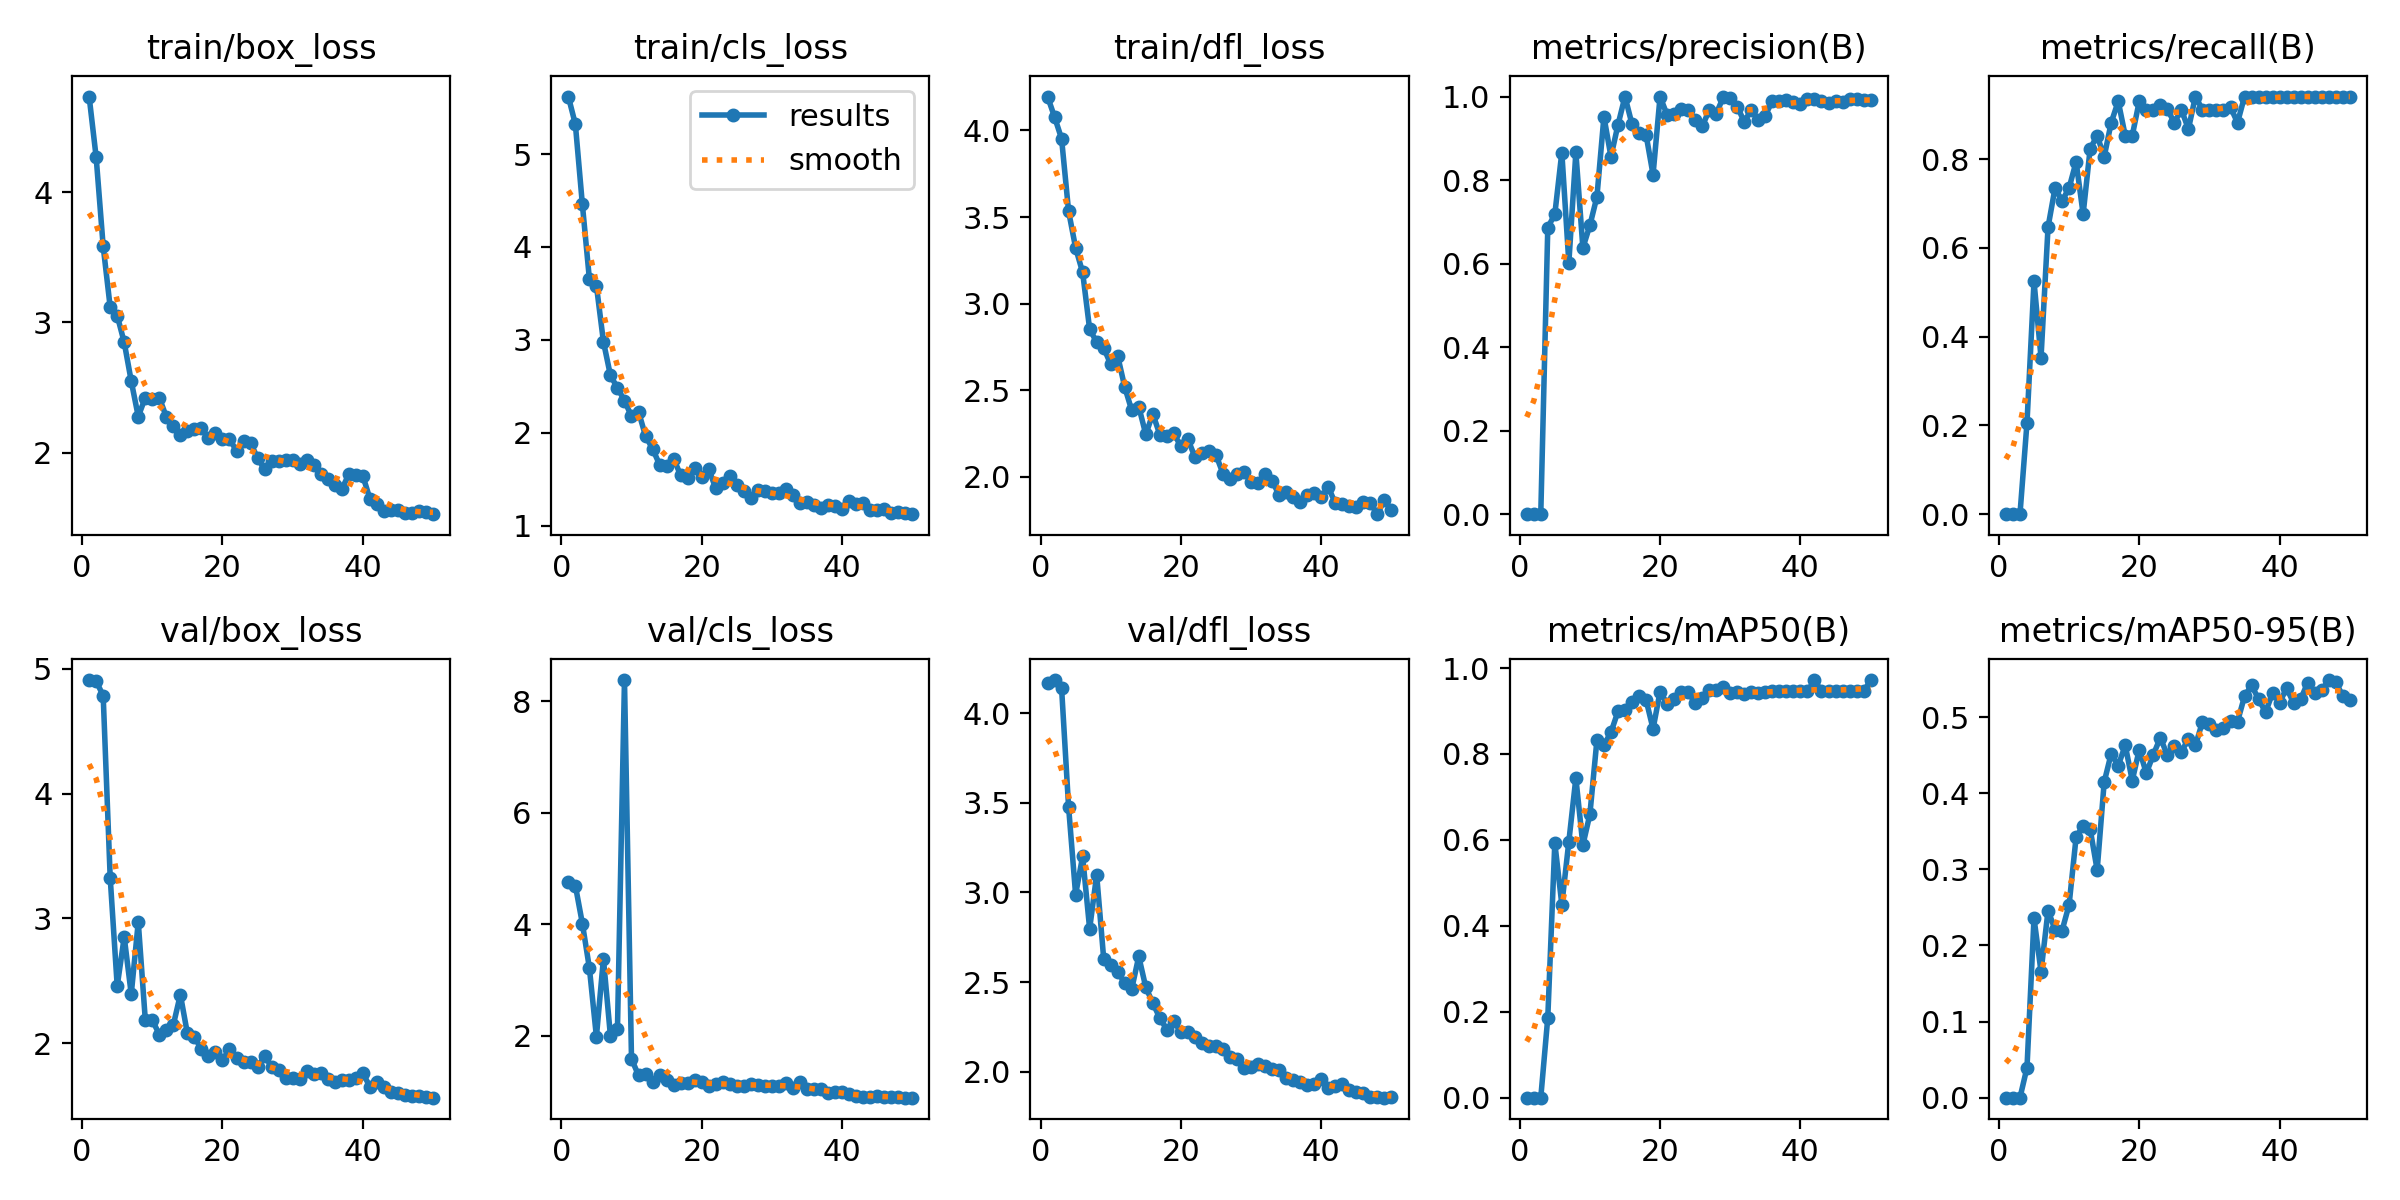 train/box_loss
4
3
2
0 20 40
train/cls_loss
results
smooth
5
4
3
2
1
0 20 40
train/dfl_loss
4.0
3.5
3.0
2.5
2.0
0 20 40
metrics/precision(B)
1.0
0.8
0.6
0.4
0.2
0.0
0 20 40
metrics/recall(B)
0.8
0.6
0.4
0.2
0.0
0 20 40
val/box_loss
5
4
3
2
0 20 40
val/cls_loss
8
6
4
2
0 20 40
val/dfl_loss
4.0
3.5
3.0
2.5
2.0
0 20 40
metrics/mAP50(B)
1.0
0.8
0.6
0.4
0.2
0.0
0 20 40
metrics/mAP50-95(B)
0.5
0.4
0.3
0.2
0.1
0.0
0 20 40